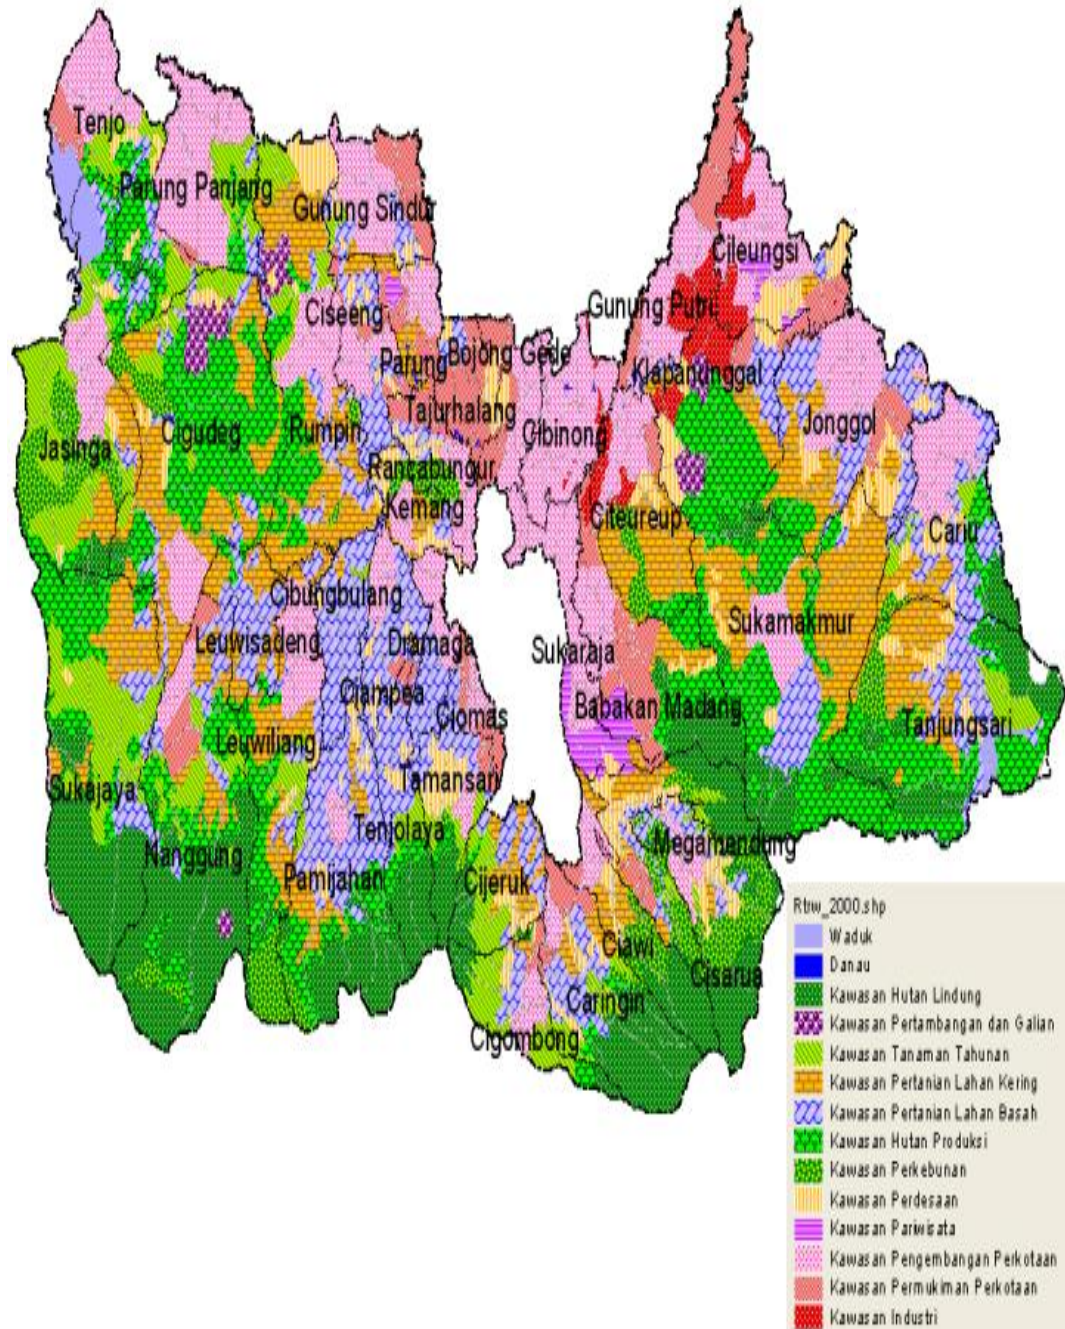 Tenjo
Parung Panjang
Gunung Sindur
Cileungsi
Gunung Putri
Ciseeng
Parung
Bojong Gede
Klapanunggal
Tajurhalang
Cibinong
Jonggol
Jasinga
Cigudeg
Rumpin
Rancabungur
Kemang
Citeureup
Cariu
Cibungbulang
Sukamakmur
Leuwisadeng
Dramaga
Sukaraja
Ciampea
Ciomas
Babakan Madang
Tanjungsari
Leuwiliang
Sukajaya
Tamansari
Nanggung
Tenjolaya
Megamendung
Pamijahan
Cijeruk
Ciawi
Cisarua
Caringin
Cigombong
Rtrw_2000.shp
Waduk
Danau
Kawasan Hutan Lindung
Kawasan Pertambangan dan Galian
Kawasan Tanaman Tahunan
Kawasan Pertanian Lahan Kering
Kawasan Pertanian Lahan Basah
Kawasan Hutan Produksi
Kawasan Perkebunan
Kawasan Perdesaan
Kawasan Pariwisata
Kawasan Pengembangan Perkotaan
Kawasan Permukiman Perkotaan
Kawasan Industri